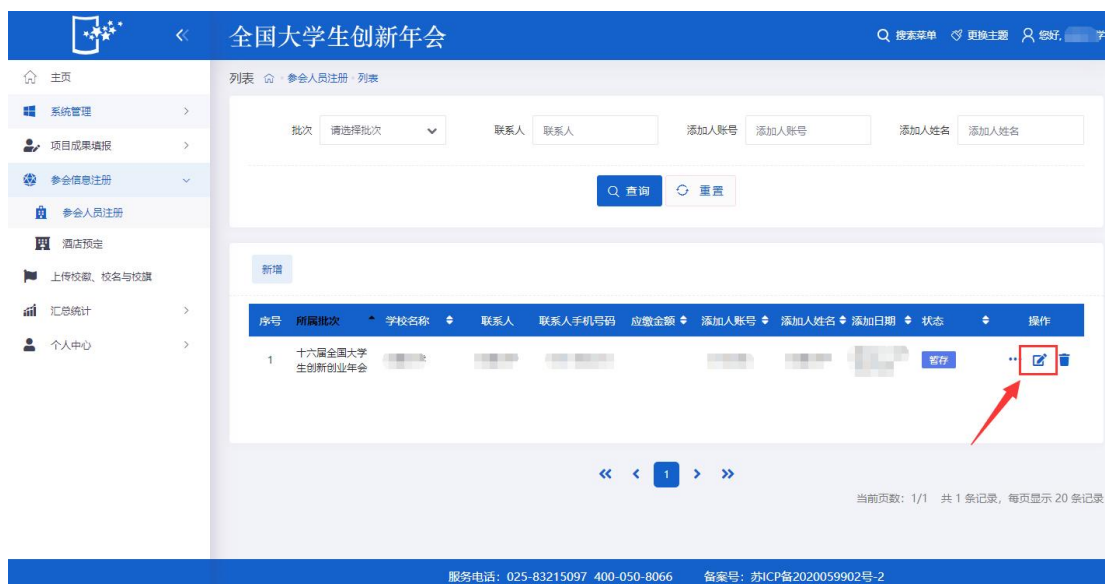 全国大学生创新年会
搜索菜单 更换主题 您好,
主页
系统管理
项目成果填报
参会信息注册
参会人员注册
酒店预定
上传校徽、校名与校旗
汇总统计
个人中心
列表 参会人员注册 列表
批次 请选择批次 联系人 联系人 添加人账号 添加人账号 添加人姓名 添加人姓名
查询 重置
新增
序号 所属批次 学校名称 联系人 联系人手机号码 应缴金额 添加人账号 添加人姓名 添加日期 状态 操作
1 十六届全国大学 暂存
生创新创业年会
1
当前页数: 1/1 共 1 条记录, 每页显示 20 条记录
服务电话: 025-83215097 400-050-8066 备案号: 苏ICP备2020059902号-2